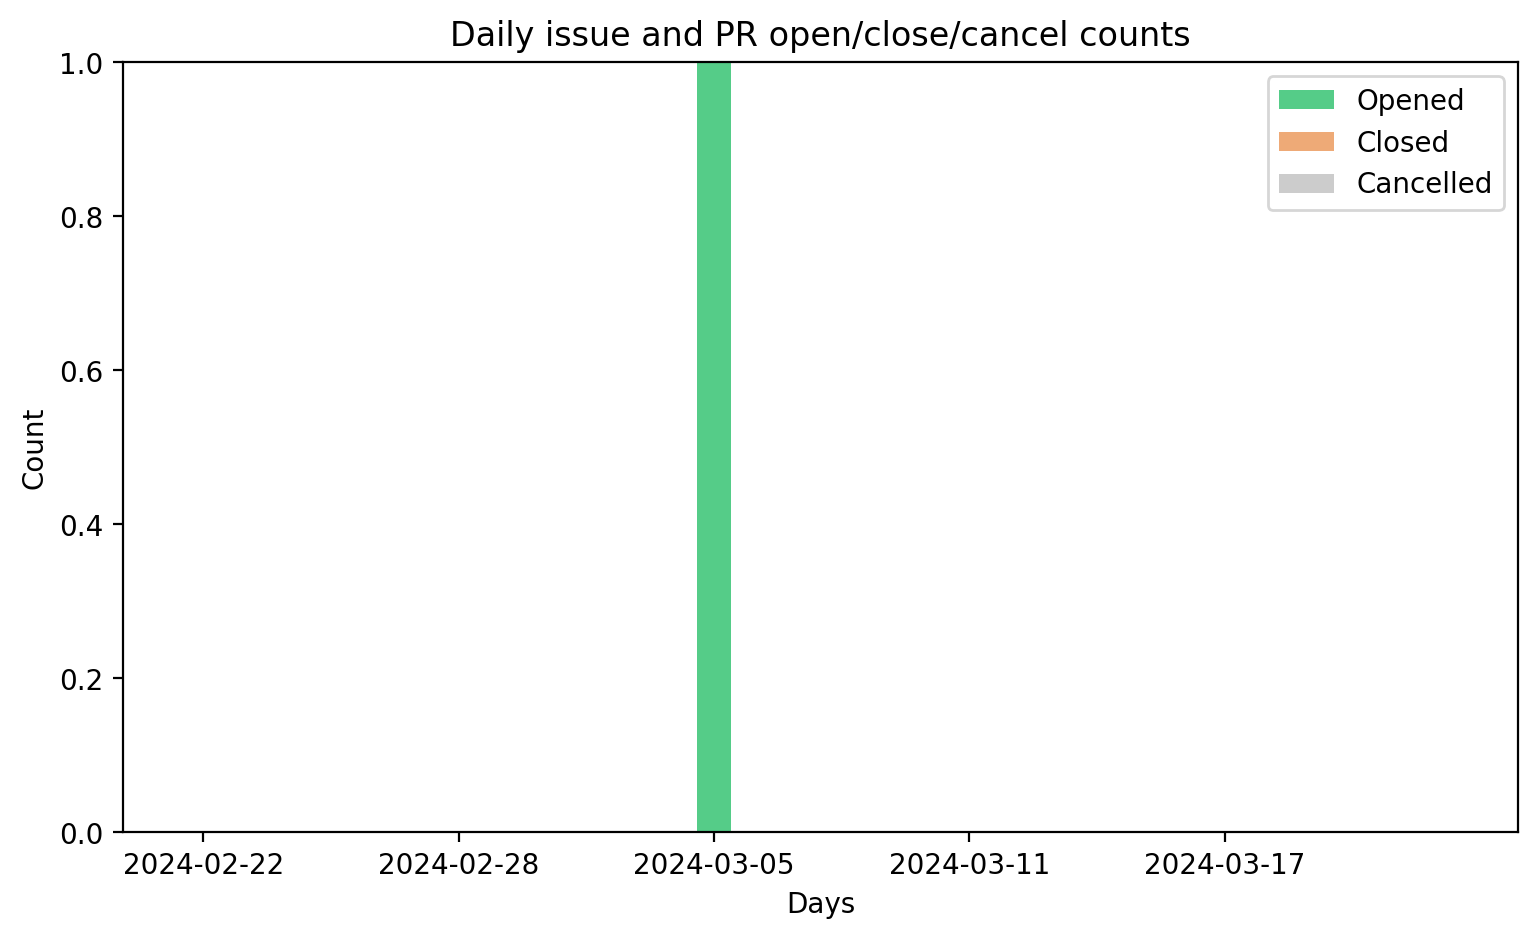 Daily issue and PR open/close/cancel counts
1.0
0.8
0.6
0.4
0.2
0.0
Count
Opened
Closed
Cancelled
2024-02-22 2024-02-28 2024-03-05 2024-03-11 2024-03-17
Days